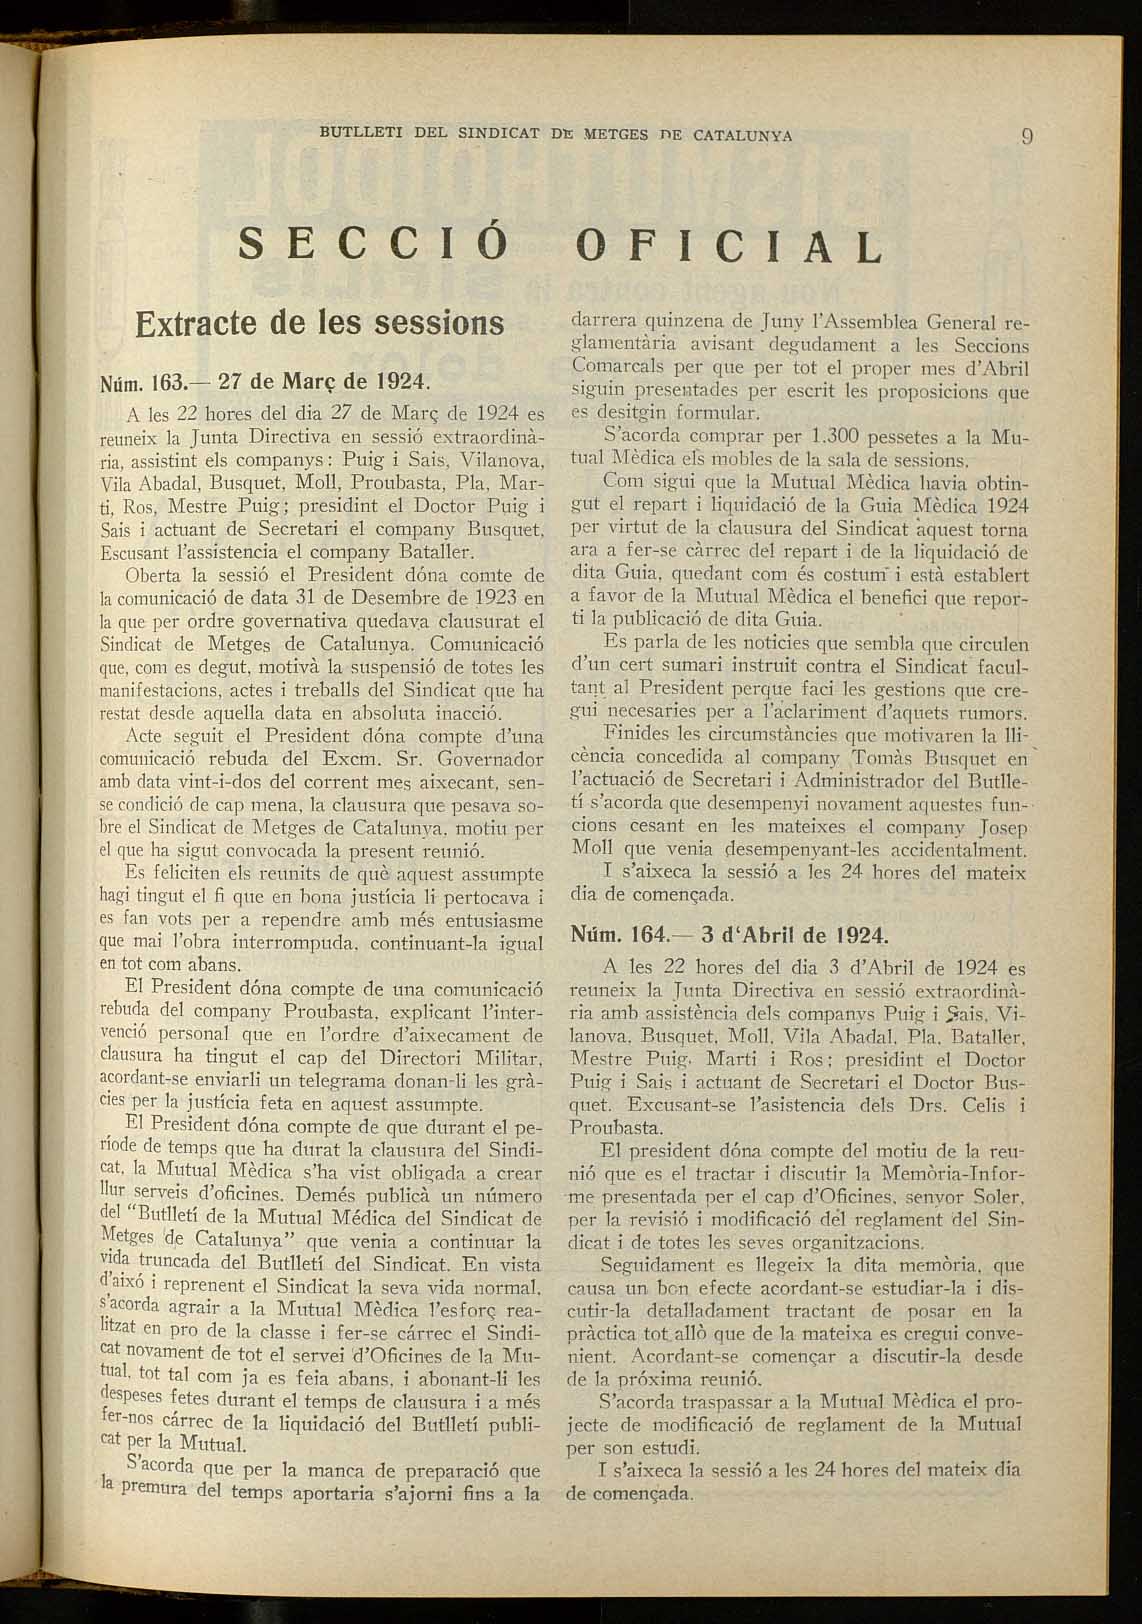 BUTLLETI DEL SINDICAT DE METGES DE CATALUNYA 9
SECCIÓ OFICIAL
Extracte de les sessions
Núm. 163.— 27 de Març de 1924.
A les 22 hores del dia 27 de Març de 1924 es
reuneix la Junta Directiva en sessió extraordinà-
ria, assistint els companys: Puig i Sais, Vilanova,
Vila Abadal, Busquet, Moll, Proubasta, Pla, Mar-
ti, Ros, Mestre Puig; presidint el Doctor Puig i
Sais i actuant de Secretari el company Busquet,
Escusant l'assistencia el company Bataller.
Oberta la sessió el President dóna comte de
la comunicació de data 31 de Desembre de 1923 en
la que per ordre governativa quedava clausurat el
Sindicat de Metges de Catalunya. Comunicació
que, com es degut, motivà la suspensió de totes les
manifestacions, actes i treballs del Sindicat que ha
restat desde aquella data en absoluta inacció.
Acte seguit el President dóna compte d'una
comunicació rebuda del Excm. Sr. Governador
amb data vint-i-dos del corrent mes aixecant, sen-
se condició de cap mena, la clausura que pesava so-
bre el Sindicat de Metges de Catalunya, motiu per
el que ha sigut convocada la present reunió.
Es feliciten els reunits de què aquest assumpte
hagi tingut el fi que en bona justícia li pertocava i
es fan vots per a rependre amb més entusiasme
que mai l'obra interrompuda, continuant-la igual
en tot com abans.
El President dóna compte de una comunicació
rebuda del company Proubasta, explicant l'inter-
venció personal que en l'ordre d'aixecament de
clausura ha tingut el cap del Directori Militar,
acordant-se enviarli un telegrama donan-li les grà-
cies per la justícia feta en aquest assumpte.
El President dóna compte de que durant el pe-
ríode de temps que ha durat la clausura del Sindi-
cat, la Mutual Mèdica s'ha vist obligada a crear
llur serveis d'oficines. Demés publicà un número
del "Butlletí de la Mutual Médica del Sindicat de
Metges de Catalunya" que venia a continuar la
vida truncada del Butlletí del Sindicat. En vista
d'aixó i reprenent el Sindicat la seva vida normal,
s'acorda agrair a la Mutual Mèdica l'esforç rea-
litzat en pro de la classe i fer-se cárrec el Sindi-
cat novament de tot el servei d'Oficines de la Mu-
tual, tot tal com ja es feia abans, i abonant-li les
despeses fetes durant el temps de clausura i a més
fer-nos cárrec de la liquidació del Butlletí publi-
cat per la Mutual.
S'acorda que per la manca de preparació que
la premura del temps aportaria s'ajorni fins a la
darrera quinzena de Juny l'Assemblea General re-
glamentària avisant degudament a les Seccions
Comarcals per que per tot el proper mes d'Abril
siguin presentades per escrit les proposicions que
es desitgin formular.
S'acorda comprar per 1.300 pessetes a la Mu-
tual Mèdica els mobles de la sala de sessions.
Com sigui que la Mutual Mèdica havia obtin-
gut el repart i liquidació de la Guia Mèdica 1924
per virtut de la clausura del Sindicat aquest torna
ara a fer-se càrrec del repart i de la liquidació de
dita Guia, quedant com és costum i està establert
a favor de la Mutual Mèdica el benefici que repor-
ti la publicació de dita Guia.
Es parla de les noticies que sembla que circulen
d'un cert sumari instruit contra el Sindicat facul-
tant al President perque faci les gestions que cre-
gui necesaries per a l'aclariment d'aquets rumors.
Finides les circumstàncies que motivaren la lli-
cència concedida al company Tomàs Busquet en
l'actuació de Secretari i Administrador del Butlle-
tí s'acorda que desempenyi novament aquestes fun-
cions cesant en les mateixes el company Josep
Moll que venia desempenyant-les accidentalment.
I s'aixeca la sessió a les 24 hores del mateix
dia de començada.
Núm. 164.— 3 d'Abril de 1924.
A les 22 hores del dia 3 d'Abril de 1924 es
reuneix la Junta Directiva en sessió extraordinà-
ria amb assistència dels companys Puig i Sais, Vi-
lanova, Busquet, Moll, Vila Abadal, Pla, Bataller,
Mestre Puig, Marti i Ros; presidint el Doctor
Puig i Sais i actuant de Secretari el Doctor Bus-
quet. Excusant-se l'asistencia dels Drs. Celis i
Proubasta.
El president dóna compte del motiu de la reu-
nió que es el tractar i discutir la Memòria-Infor-
me presentada per el cap d'Oficines, senyor Soler,
per la revisió i modificació del reglament del Sin-
dicat i de totes les seves organitzacions.
Seguidament es llegeix la dita memòria, que
causa un bon efecte acordant-se estudiar-la i dis-
cutir-la detalladament tractant de posar en la
pràctica tot allò que de la mateixa es cregui conve-
nient. Acordant-se començar a discutir-la desde
de la próxima reunió.
S'acorda traspassar a la Mutual Mèdica el pro-
jecte de modificació de reglament de la Mutual
per son estudi.
I s'aixeca la sessió a les 24 hores del mateix dia
de començada.